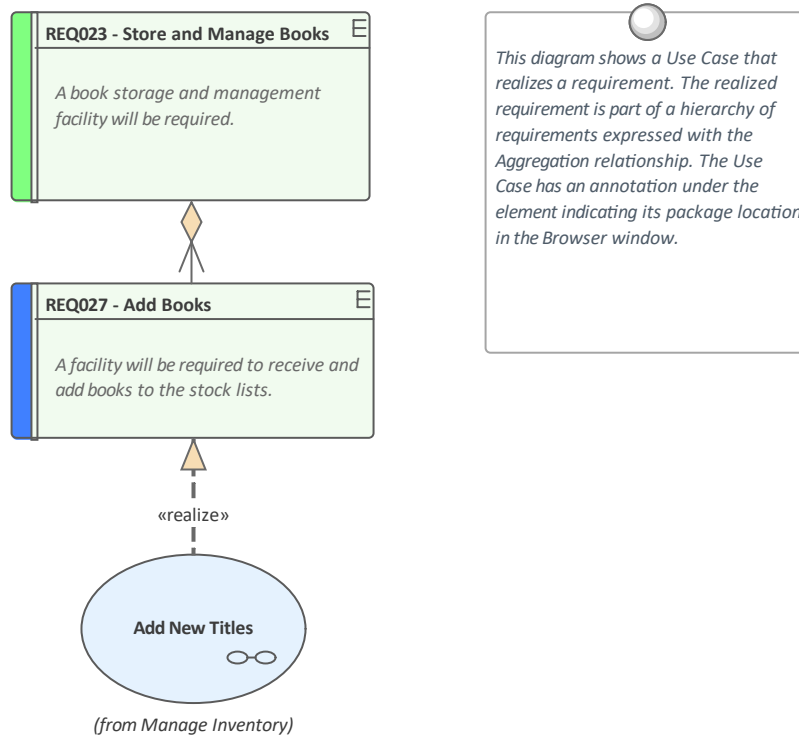 REQ023 - Store and Manage Books
E
A book storage and management
facility will be required.
REQ027 - Add Books
E
A facility will be required to receive and
add books to the stock lists.
«realize»
Add New Titles
(from Manage Inventory)
This diagram shows a Use Case that
realizes a requirement. The realized
requirement is part of a hierarchy of
requirements expressed with the
Aggregation relationship. The Use
Case has an annotation under the
element indicating its package location
in the Browser window.